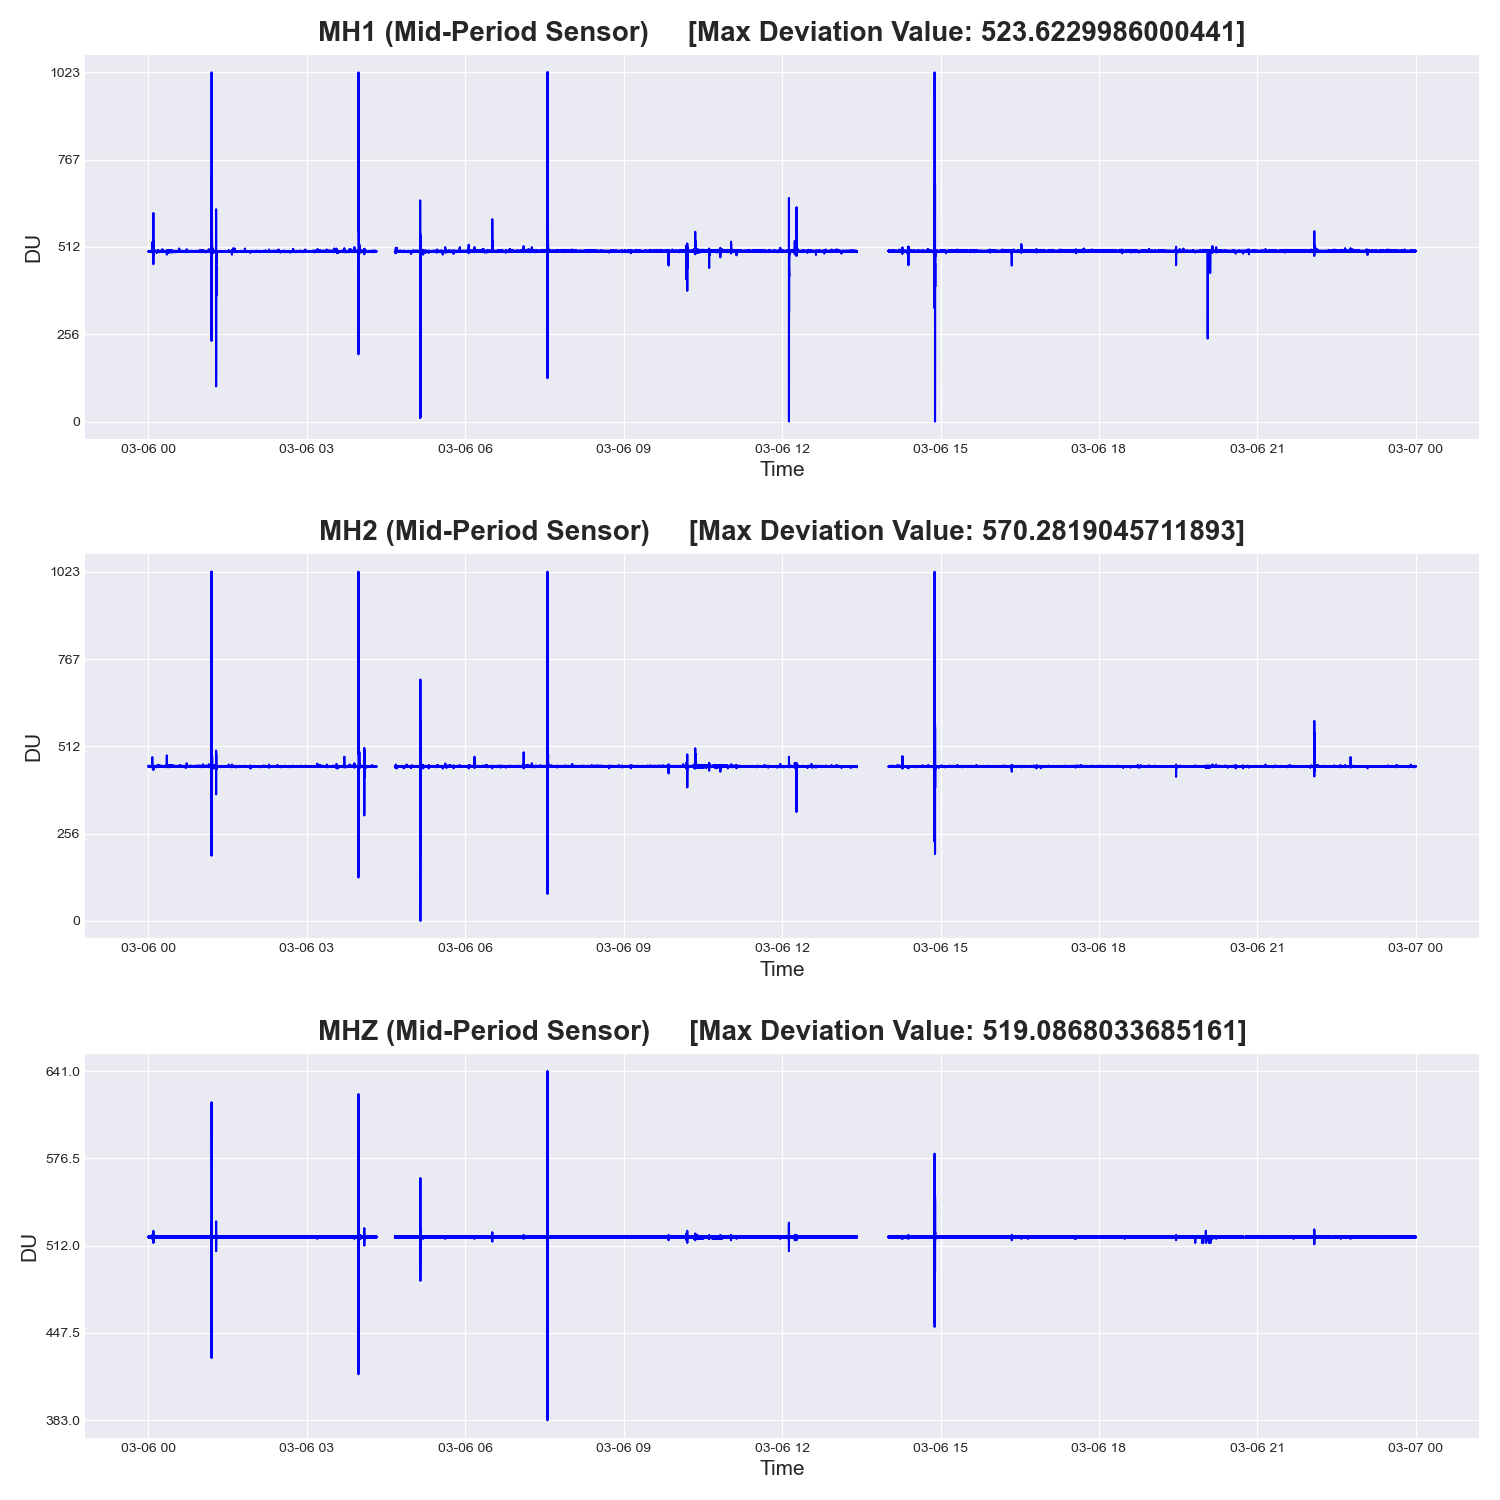 MH1 (Mid-Period Sensor) [Max Deviation Value: 523.6229986000441]
1023
767
512
256
0
DU
03-06 00 03-06 03 03-06 06 03-06 09 03-06 12 03-06 15 03-06 18 03-06 21 03-07 00
Time
MH2 (Mid-Period Sensor) [Max Deviation Value: 570.2819045711893]
1023
767
512
256
0
DU
03-06 00 03-06 03 03-06 06 03-06 09 03-06 12 03-06 15 03-06 18 03-06 21 03-07 00
Time
MHZ (Mid-Period Sensor) [Max Deviation Value: 519.0868033685161]
641.0
576.5
512.0
447.5
383.0
DU
03-06 00 03-06 03 03-06 06 03-06 09 03-06 12 03-06 15 03-06 18 03-06 21 03-07 00
Time